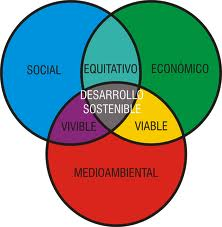 SOCIAL
EQUITATIVO
ECONÓMICO
DESARROLLO
SOSTENIBLE
VIVIBLE
VIABLE
MEDIOAMBIENTAL